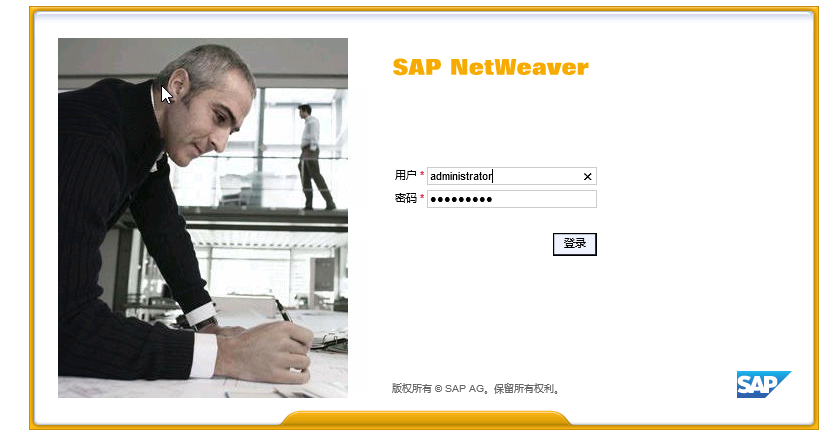 SAP NetWeaver
用户 * administrator ×
密码 * •••••••••
登录
版权所有 © SAP AG。保留所有权利。
SAP